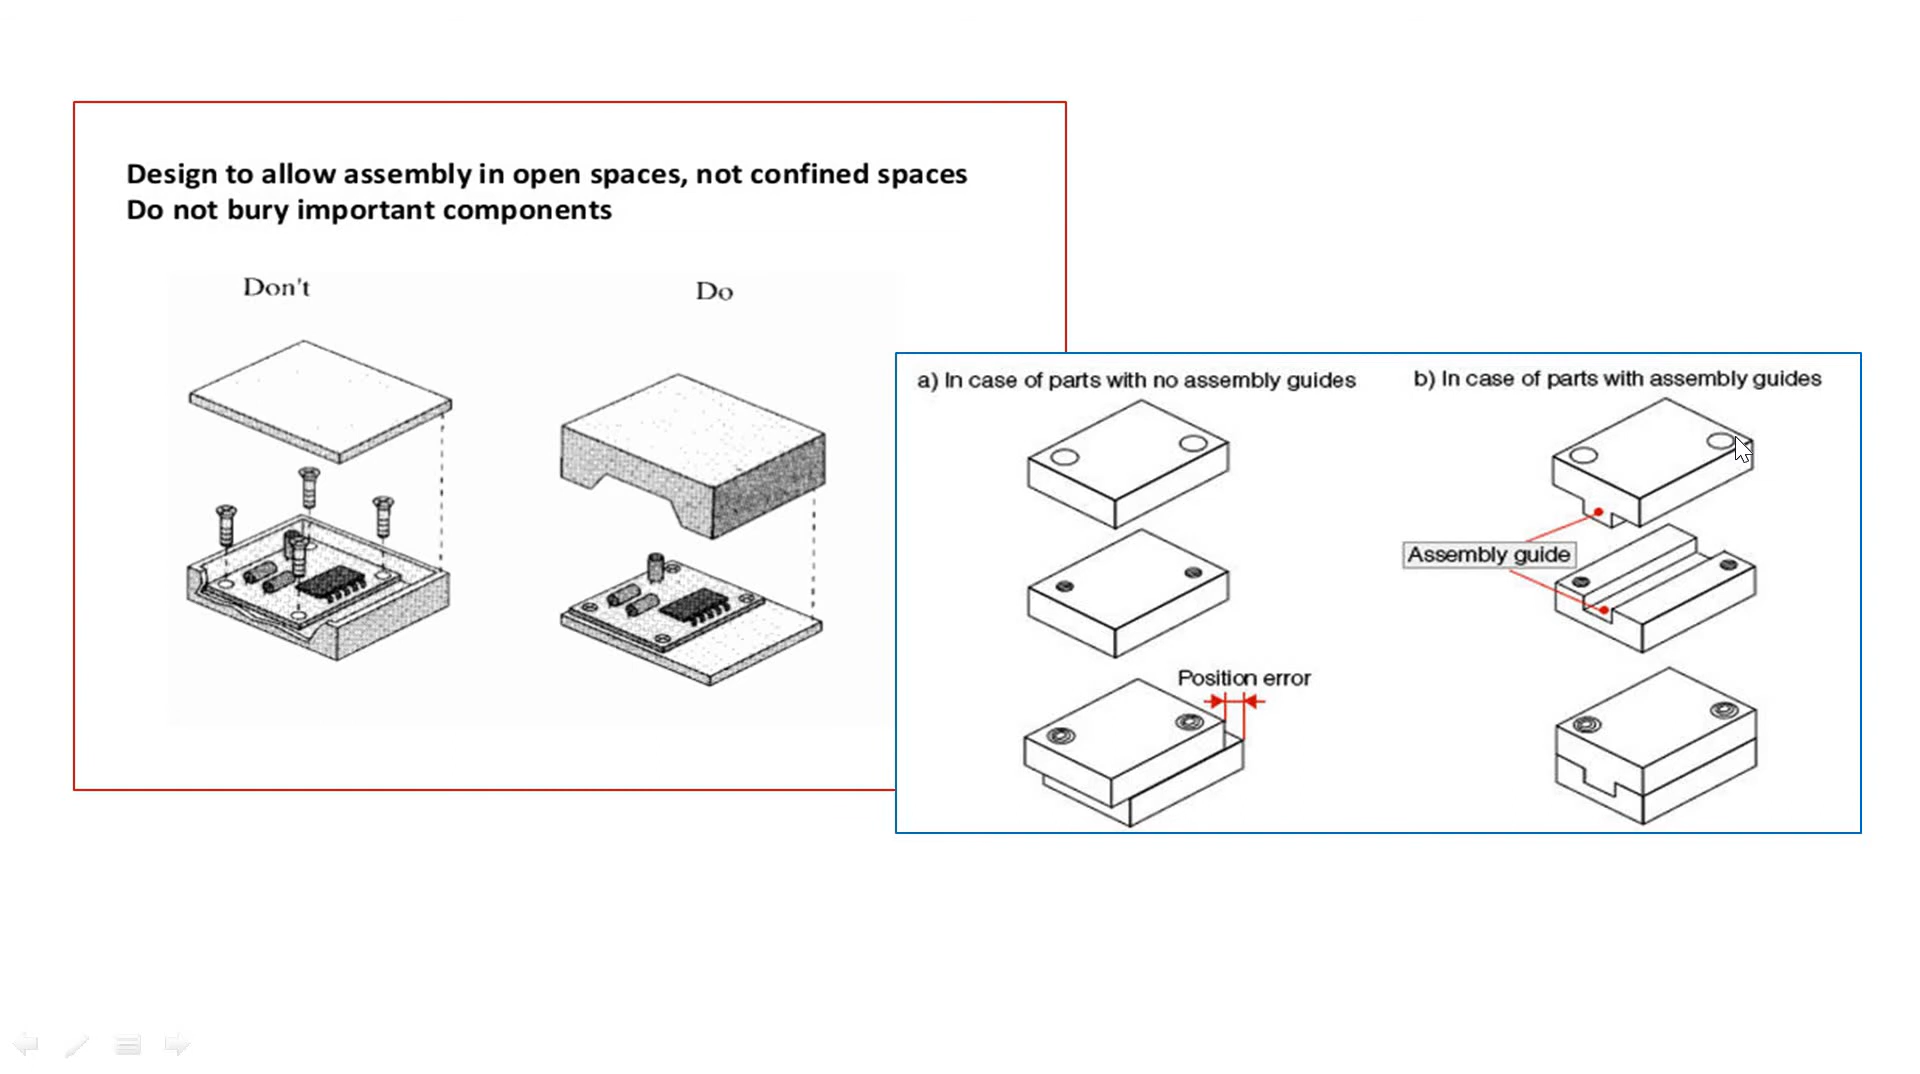 Design to allow assembly in open spaces, not confined spaces
Do not bury important components
Don't
Do
a) In case of parts with no assembly guides
b) In case of parts with assembly guides
Assembly guide
Position error